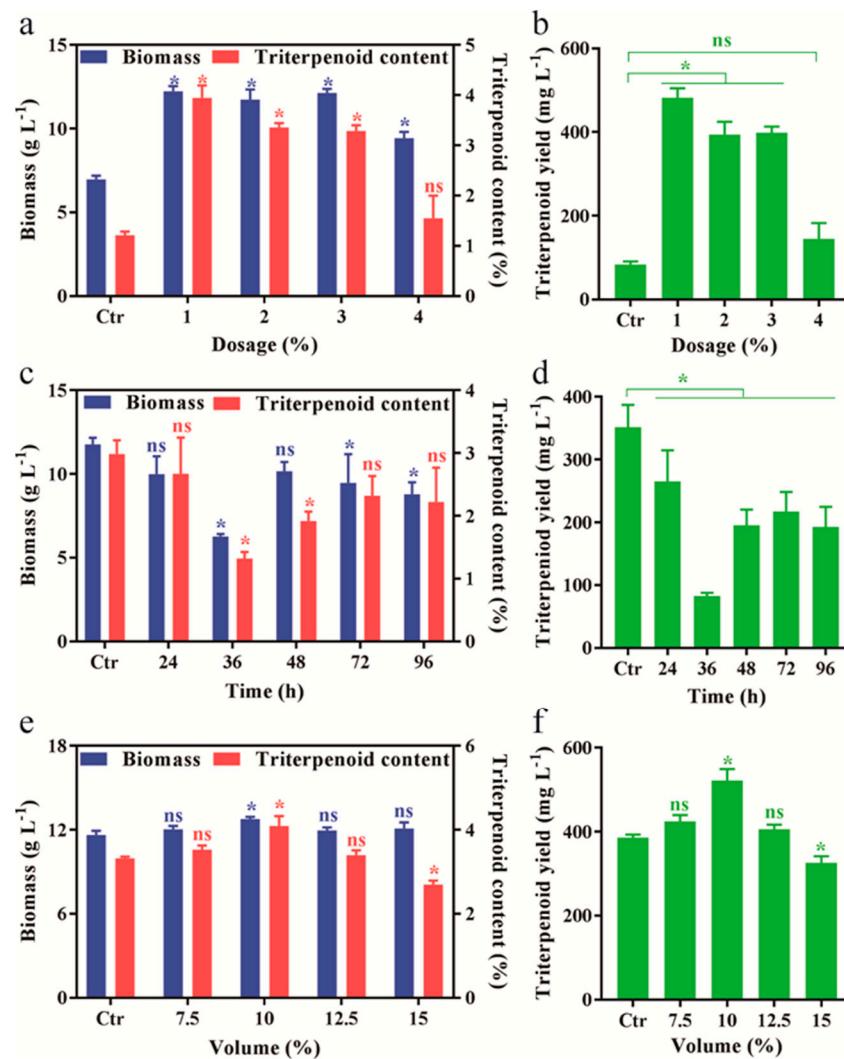 a
Biomass
Triterpenoid content
Biomass (g L-1)
15
10
5
0
Triterpenoid content (%)
5
4
3
2
1
0
* * * * * * * ns
Ctr 1 2 3 4
Dosage (%)
b
Triterpenoid yield (mg L-1)
600
400
200
0
ns
*
Ctr 1 2 3 4
Dosage (%)
c
Biomass
Triterpenoid content
Biomass (g L-1)
15
10
5
0
Triterpenoid content (%)
4
3
2
1
0
ns ns * * ns * * ns * ns
Ctr 24 36 48 72 96
Time (h)
d
Triterpeniod yield (mg L-1)
400
300
200
100
0
*
Ctr 24 36 48 72 96
Time (h)
e
Biomass
Triterpenoid content
Biomass (g L-1)
18
12
6
0
Triterpenoid content (%)
6
4
2
0
ns ns * * ns ns ns *
Ctr 7.5 10 12.5 15
Volume (%)
f
Triterpenoid yield (mg L-1)
600
400
200
0
ns * ns *
Ctr 7.5 10 12.5 15
Volume (%)